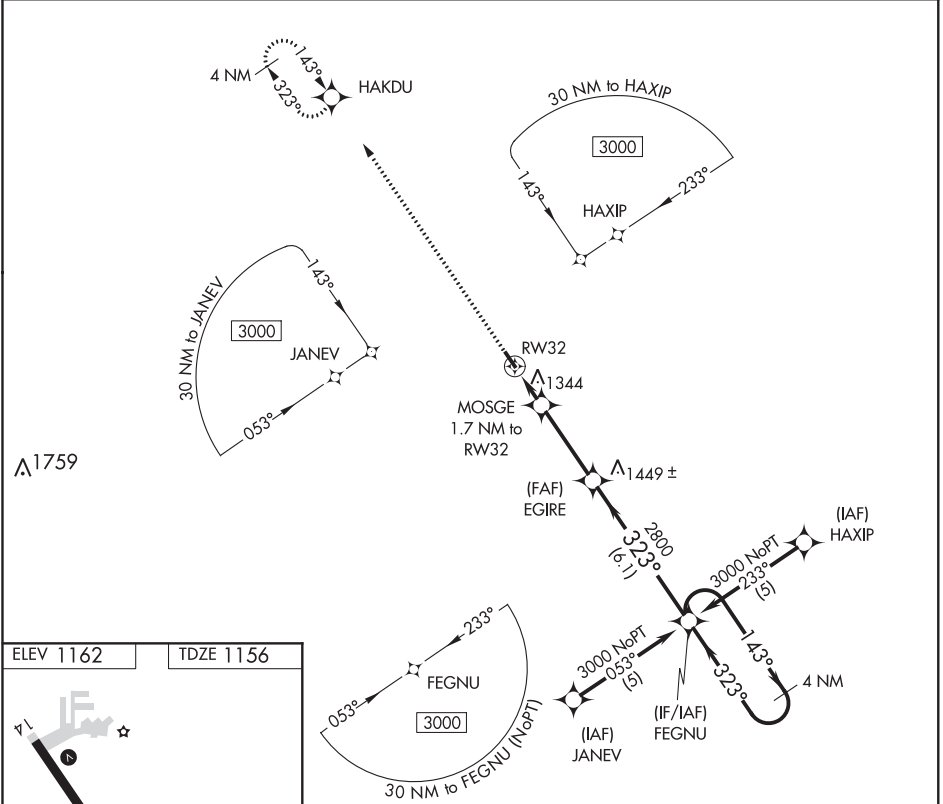 4 NM
143°
323°
HAKDU
30 NM to HAXIP
3000
143°
233°
HAXIP
30 NM to JANEV
143°
3000
JANEV
053°
RW32
1344
MOSGE
1.7 NM to
RW32
1759
(FAF)
EGIRE
1449 ±
2800
323°
(6.1)
(IAF)
HAXIP
3000 NoPT
233°
(5)
3000 NoPT
053°
(5)
143°
323°
4 NM
(IF/IAF)
FEGNU
(IAF)
JANEV
233°
FEGNU
053°
3000
30 NM to FEGNU (NoPT)
ELEV 1162
TDZE 1156
14